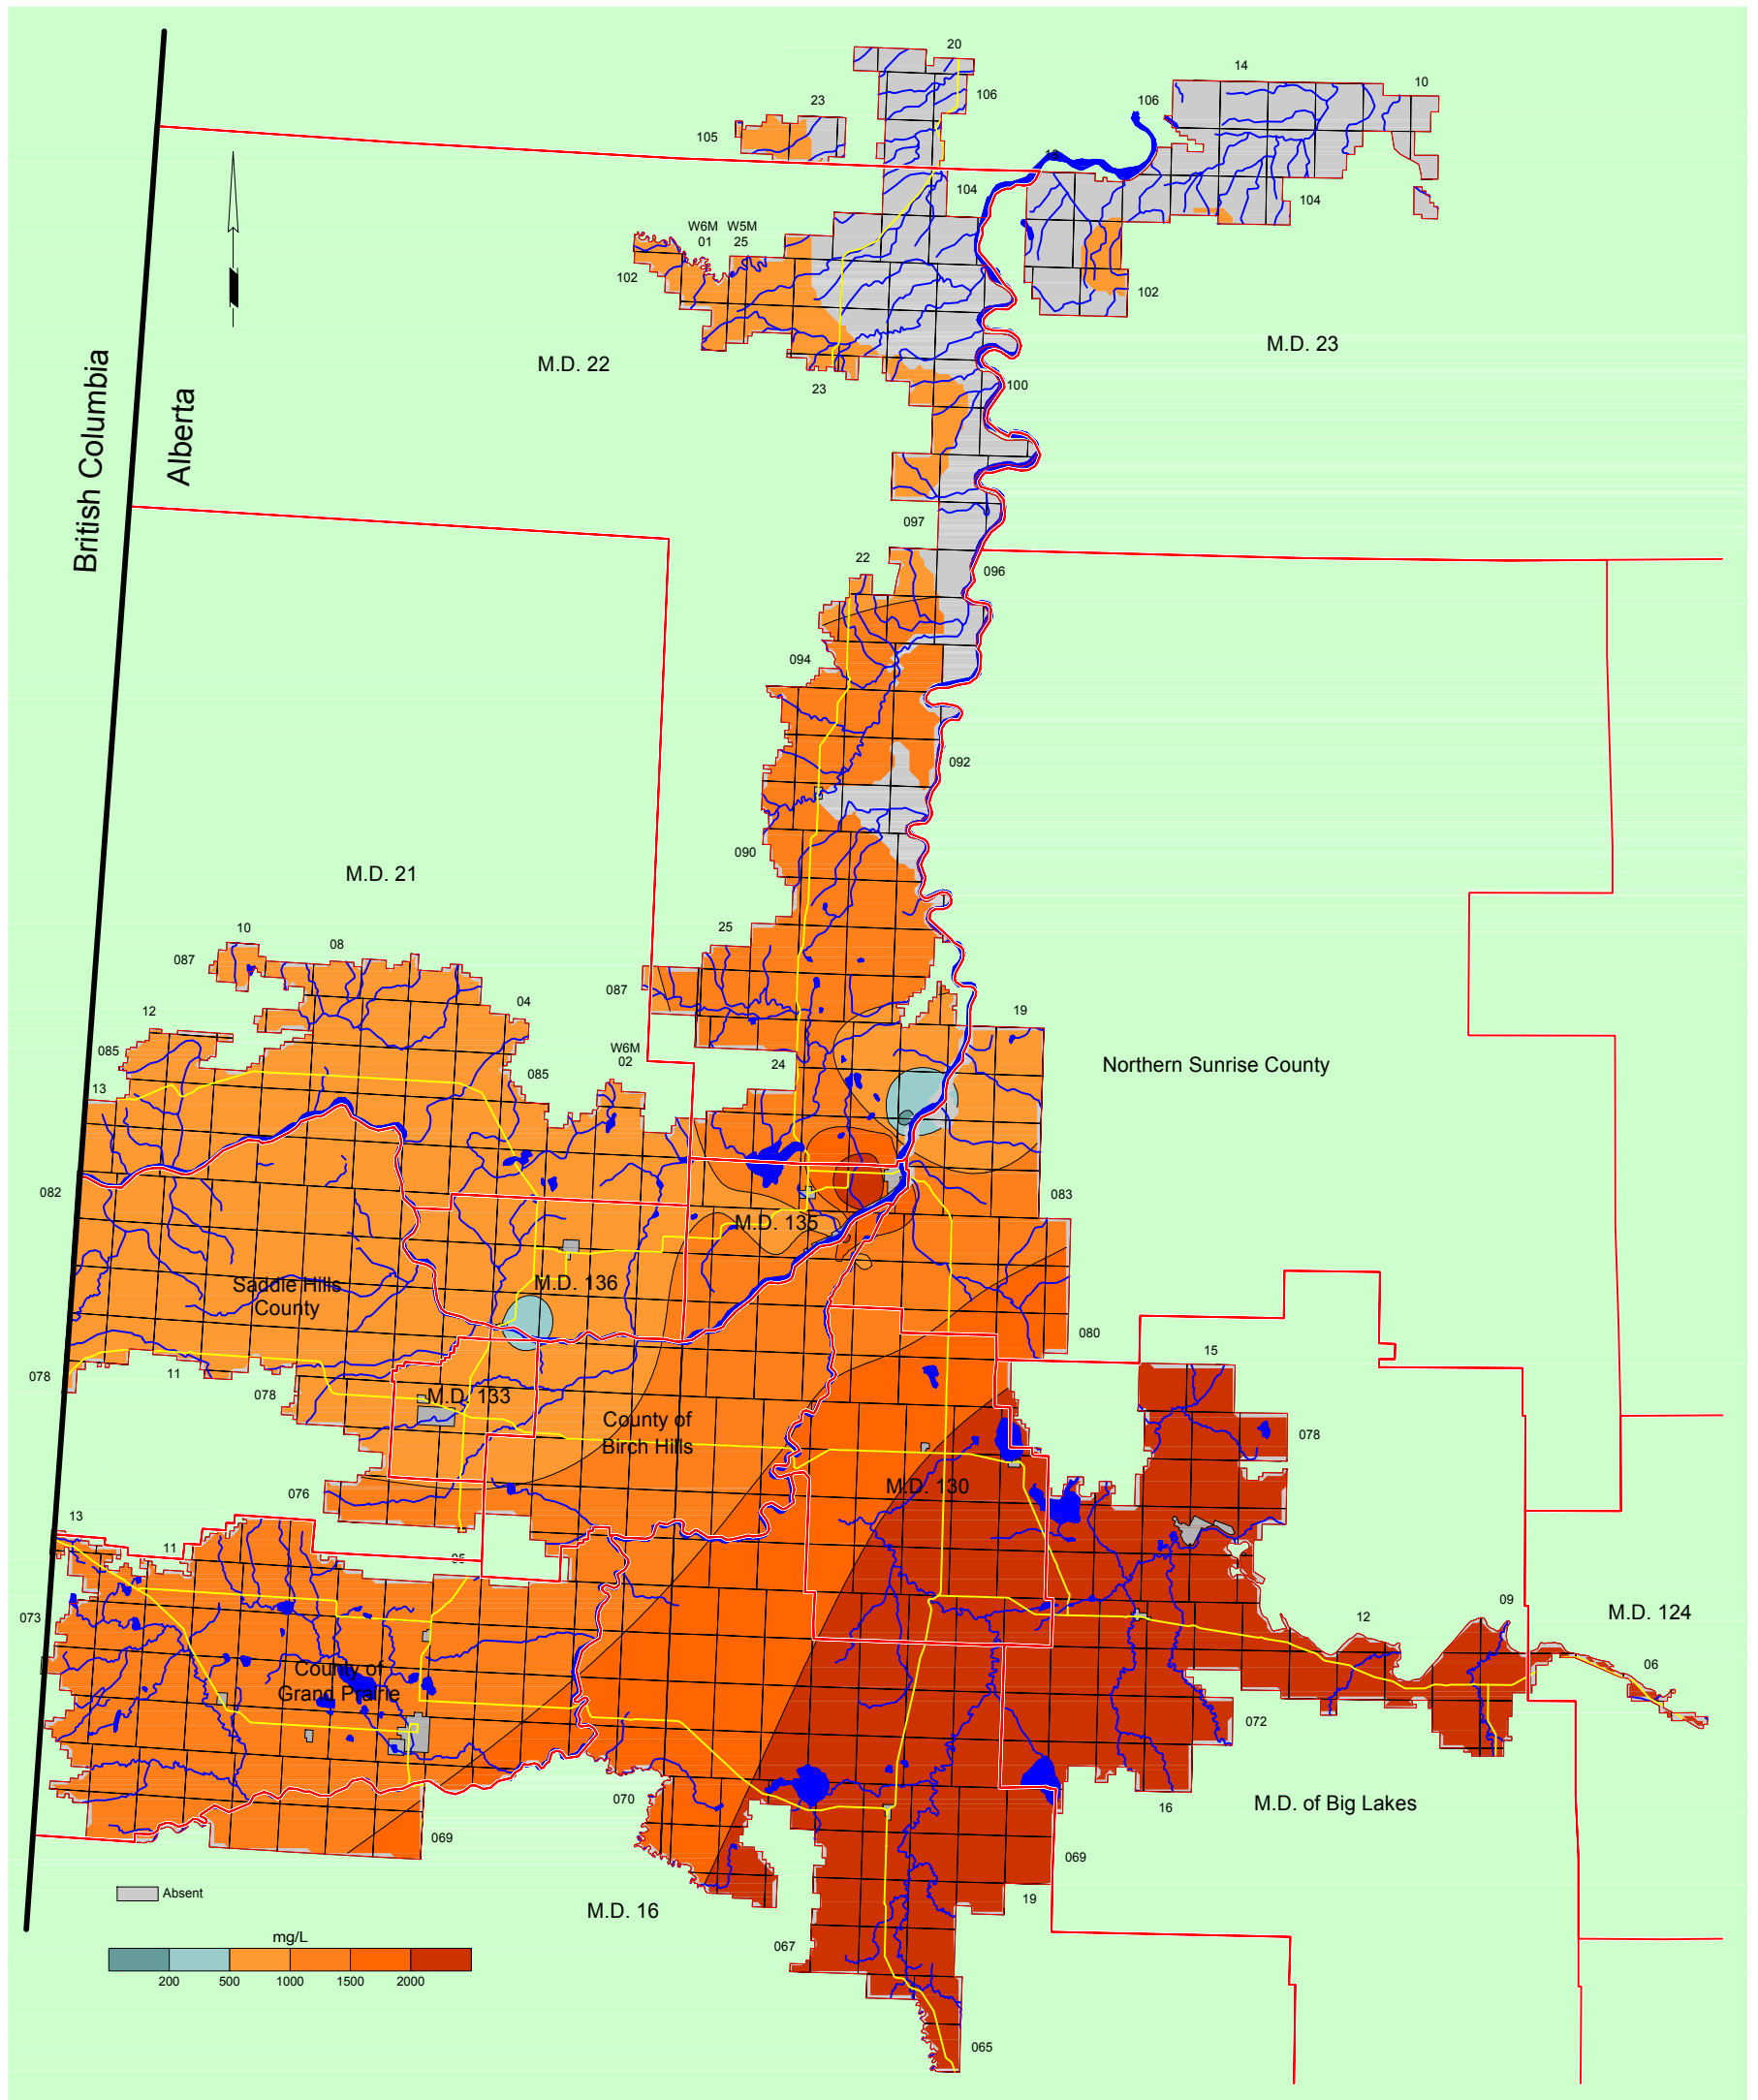 20
14
10
23
106
106
105
18
104
104
W6M W5M
01 25
102
102
M.D. 22
M.D. 23
23
100
British Columbia
Alberta
097
22
096
094
092
090
M.D. 21
10
08
25
087
087
04
12
19
085
W6M
02
24
085
Northern Sunrise County
13
082
083
M.D. 135
M.D. 136
Saddle Hills
County
080
15
11
078
078
M.D. 133
County of
Birch Hills
078
M.D. 130
076
13
11
05
073
09
12
M.D. 124
06
County of
Grand Prairie
072
070
16
M.D. of Big Lakes
069
069
Absent
19
M.D. 16
mg/L
067
200 500 1000 1500 2000
065